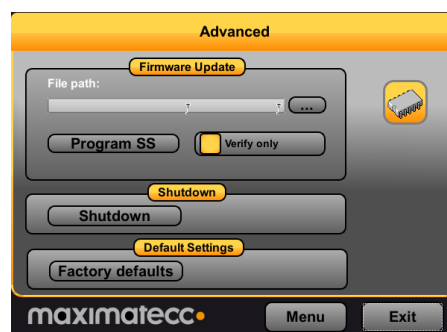 Advanced
Firmware Update
File path:
...
Program SS
Verify only
Shutdown
Shutdown
Default Settings
Factory defaults
maximatecc
Menu
Exit